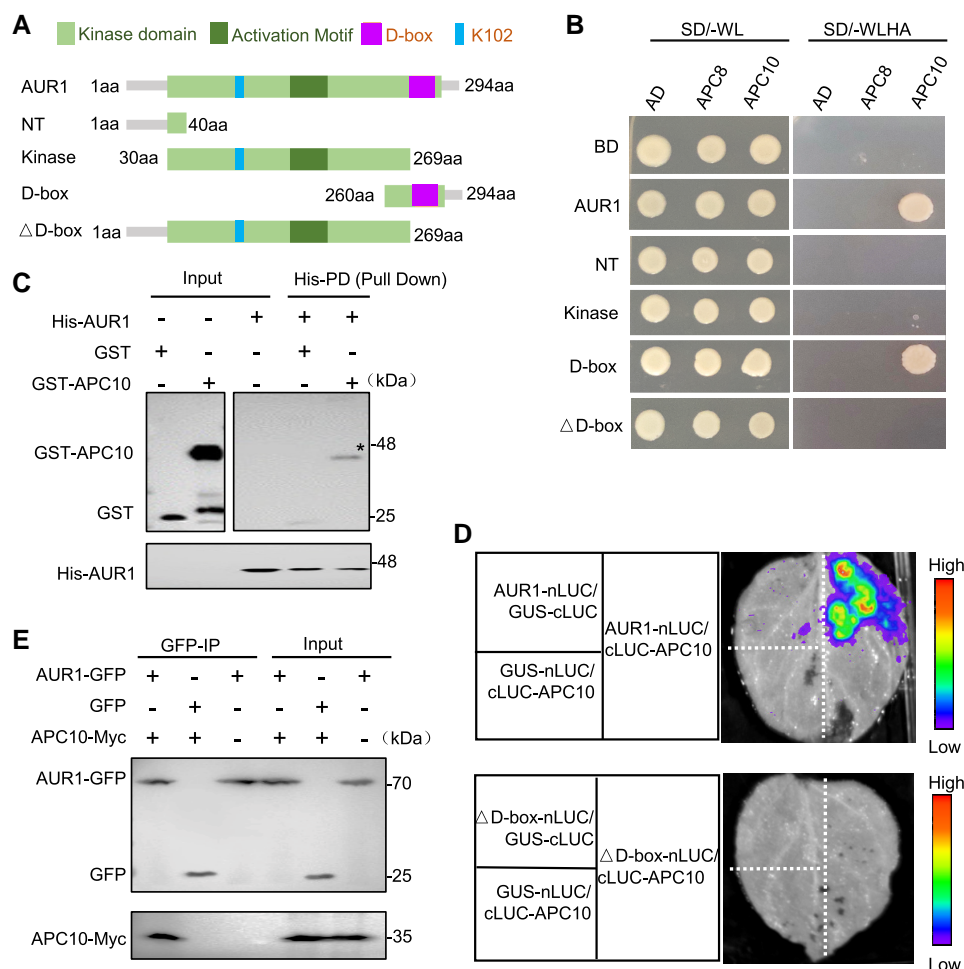 A
Kinase domain Activation Motif D-box K102
AUR1 1aa 294aa
NT 1aa 40aa
Kinase 30aa 269aa
D-box 260aa 294aa
△D-box 1aa 269aa
B
SD/-WL SD/-WLHA
AD APC8 APC10 AD APC8 APC10
BD
AUR1
NT
Kinase
D-box
△D-box
C
Input His-PD (Pull Down)
His-AUR1 - - + + +
GST + - - + -
GST-APC10 - + - - + (kDa)
GST-APC10 * -48
GST -25
His-AUR1 -48
D
AUR1-nLUC/
GUS-cLUC
AUR1-nLUC/
cLUC-APC10
GUS-nLUC/
cLUC-APC10
High
Low
△D-box-nLUC/
GUS-cLUC
△D-box-nLUC/
cLUC-APC10
GUS-nLUC/
cLUC-APC10
High
Low
E
GFP-IP Input
AUR1-GFP + - + + - +
GFP - + - - + -
APC10-Myc + + - + + - (kDa)
AUR1-GFP -70
GFP -25
APC10-Myc -35